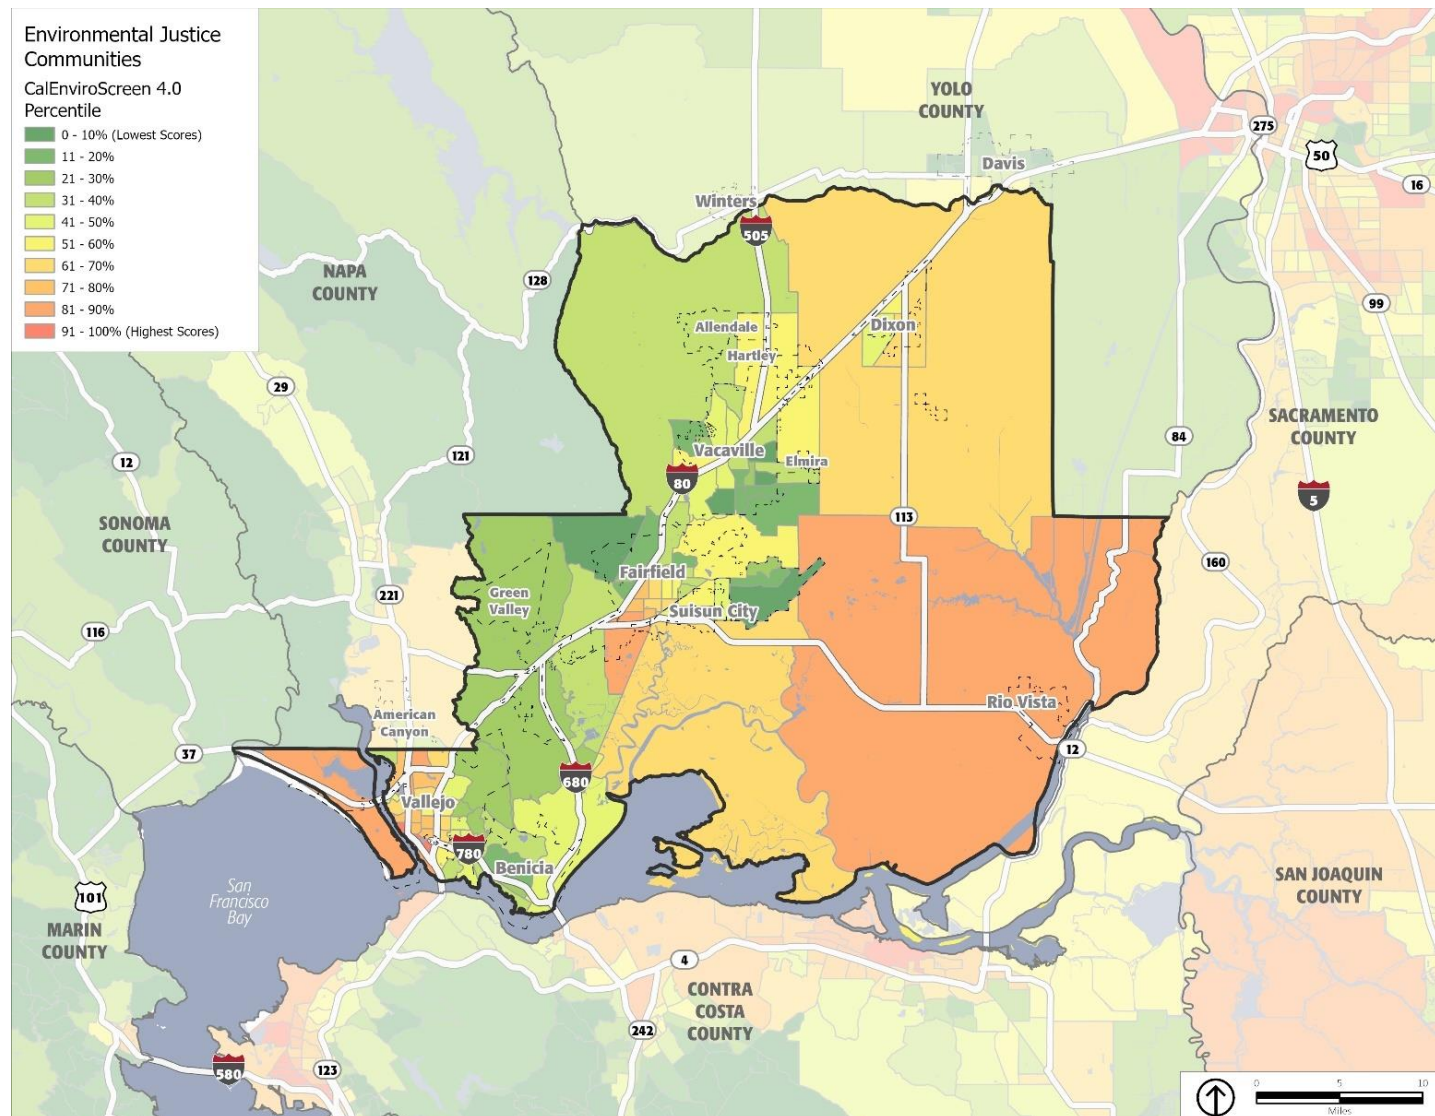 Environmental Justice
Communities
CalEnviroScreen 4.0
Percentile
0 - 10% (Lowest Scores)
11 - 20%
21 - 30%
31 - 40%
41 - 50%
51 - 60%
61 - 70%
71 - 80%
81 - 90%
91 - 100% (Highest Scores)
YOLO
COUNTY
275
50
Davis
16
Winters
505
NAPA
COUNTY
128
99
Allendale
Dixon
Hartley
29
SACRAMENTO
COUNTY
84
121
Vacaville
12
Elmira
80
5
SONOMA
COUNTY
113
160
Fairfield
221
Green
Valley
Suisun City
116
Rio Vista
American
Canyon
37
12
680
Vallejo
780
Benicia
San
Francisco
Bay
101
SAN JOAQUIN
COUNTY
MARIN
COUNTY
4
CONTRA
COSTA
COUNTY
242
580
123
0 5 10
Miles